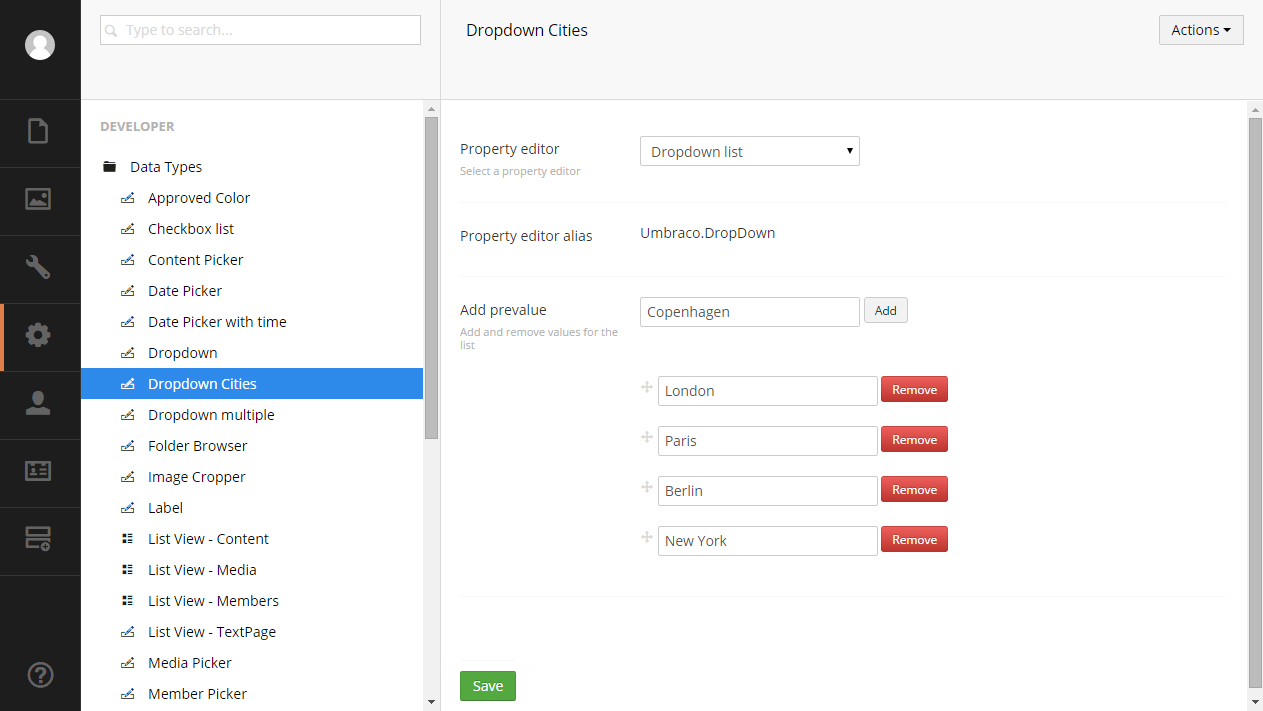 Type to search...
DEVELOPER
Data Types
Approved Color
Checkbox list
Content Picker
Date Picker
Date Picker with time
Dropdown
Dropdown Cities
Dropdown multiple
Folder Browser
Image Cropper
Label
List View - Content
List View - Media
List View - Members
List View - TextPage
Media Picker
Member Picker
Dropdown Cities
Actions
Property editor
Select a property editor
Dropdown list
Property editor alias
Umbraco.DropDown
Add prevalue
Add and remove values for the
list
Copenhagen
Add
London
Remove
Paris
Remove
Berlin
Remove
New York
Remove
Save